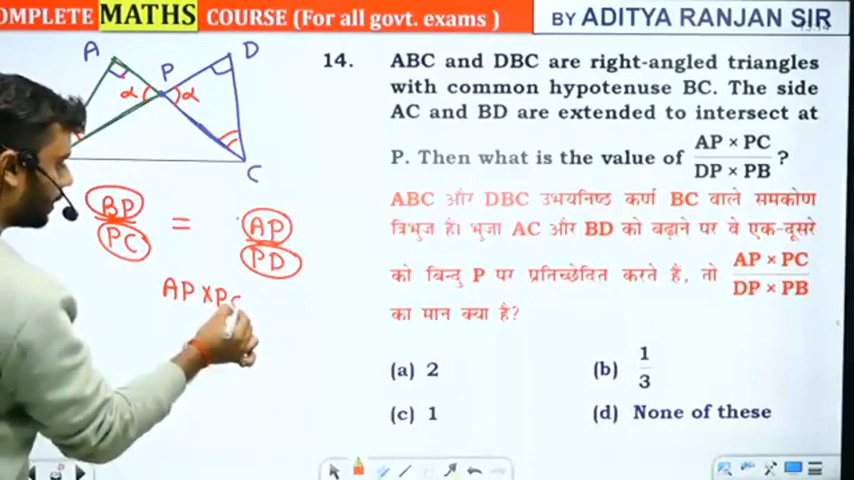 OMPLETE MATHS COURSE (For all govt. exams )
BY ADITYA RANJAN SIR
A
D
P
α
α
C
BP/PC = AP/PD
AP×PC
14. ABC and DBC are right-angled triangles
with common hypotenuse BC. The side
AC and BD are extended to intersect at
P. Then what is the value of (AP × PC)/(DP × PB) ?
ABC और DBC उभयनिष्ठ कर्ण BC वाले समकोण
त्रिभुज है। भुजा AC और BD को बढ़ाने पर वे एक-दूसरे
को बिन्दु P पर प्रतिच्छेदित करते हैं, तो (AP × PC)/(DP × PB)
का मान क्या है?
(a) 2 (b) 1/3
(c) 1 (d) None of these